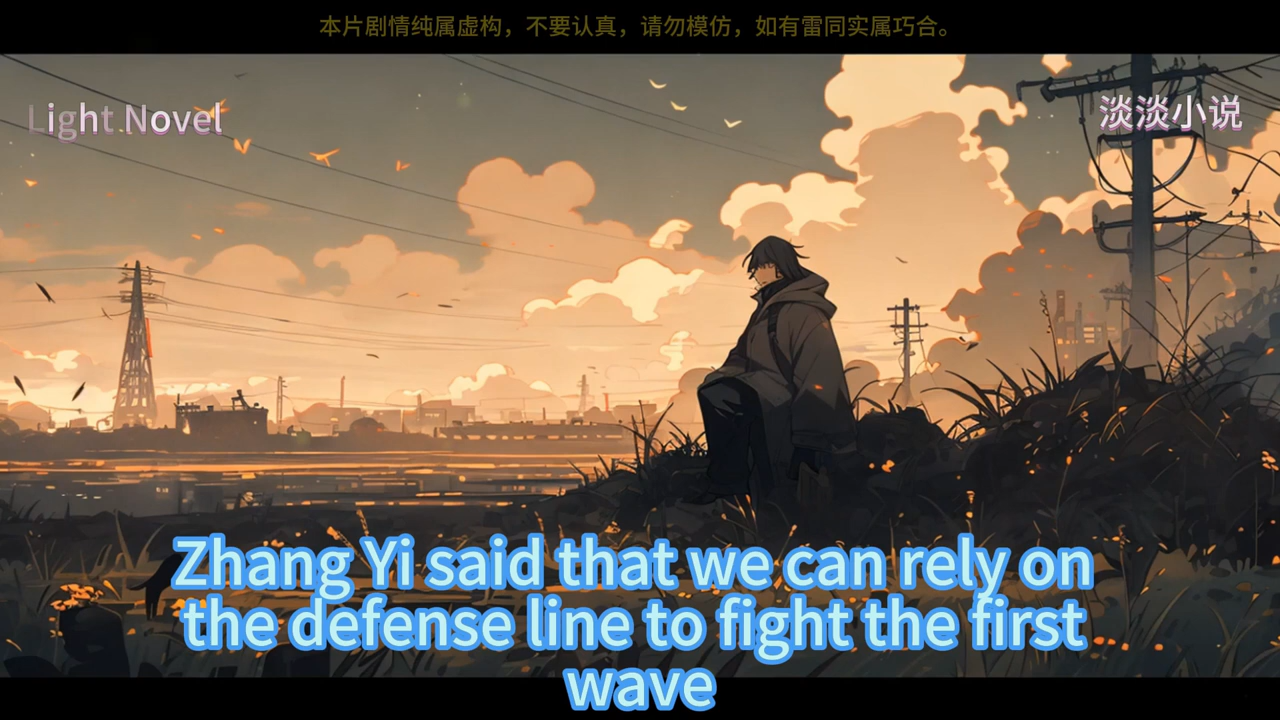 本片剧情纯属虚构，不要认真，请勿模仿，如有雷同实属巧合。
Light Novel
淡淡小说
Zhang Yi said that we can rely on
the defense line to fight the first
wave